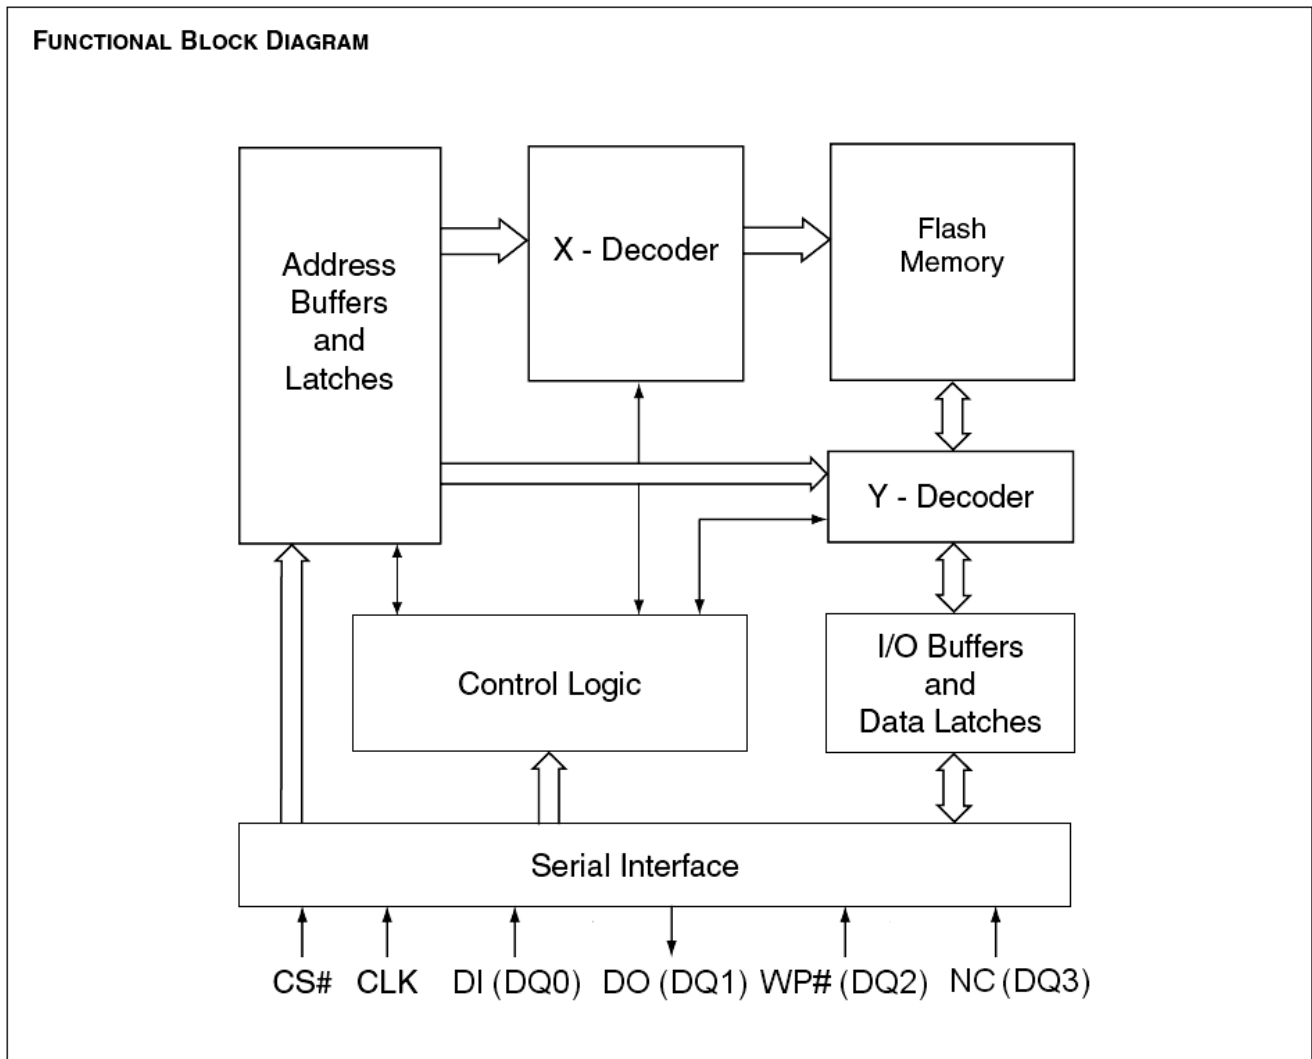 FUNCTIONAL BLOCK DIAGRAM
Address
Buffers
and
Latches
X - Decoder
Flash
Memory
Y - Decoder
Control Logic
I/O Buffers
and
Data Latches
Serial Interface
CS# CLK DI (DQ0) DO (DQ1) WP# (DQ2) NC (DQ3)